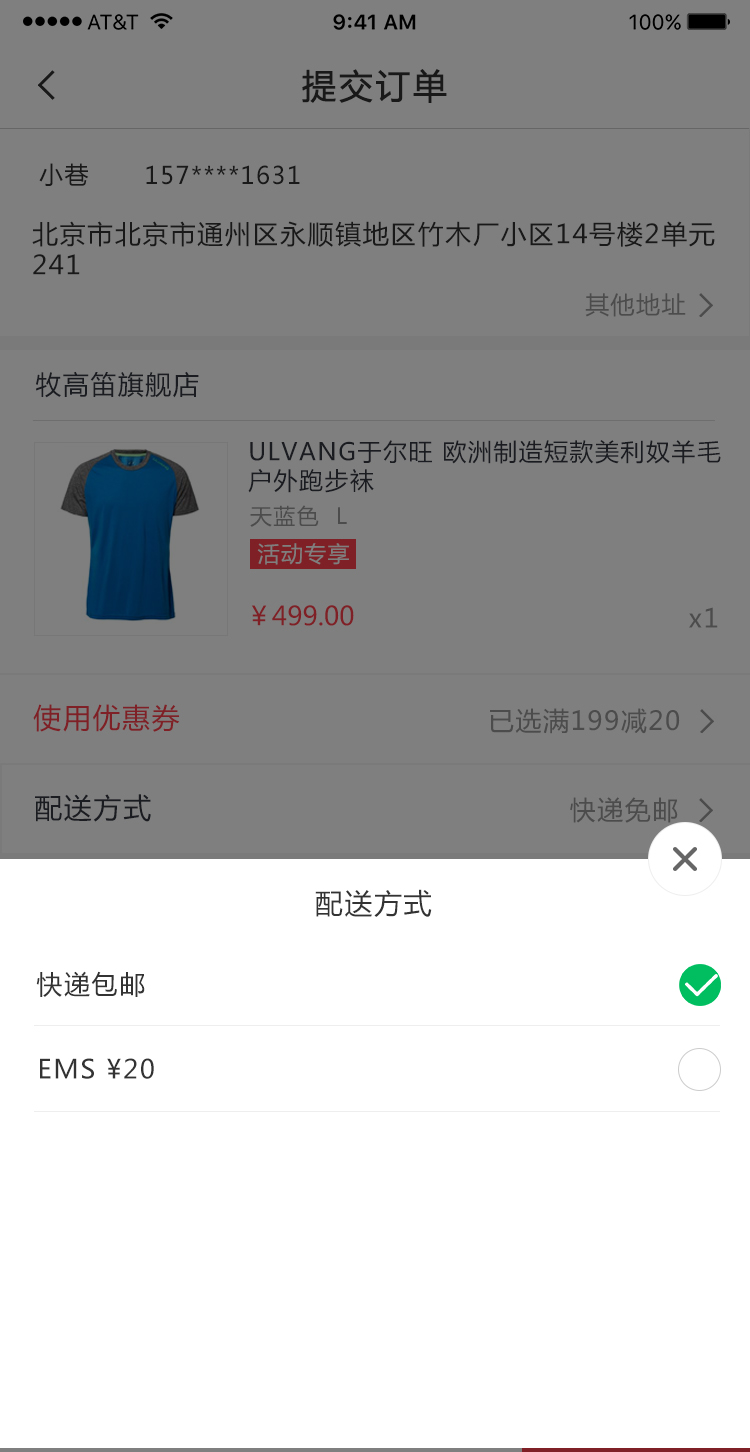 AT&T 9:41 AM 100%
提交订单
小巷 157****1631
北京市北京市通州区永顺镇地区竹木厂小区14号楼2单元
241
其他地址
牧高笛旗舰店
ULVANG于尔旺 欧洲制造短款美利奴羊毛
户外跑步袜
天蓝色 L
活动专享
¥499.00 x1
使用优惠券 已选满199减20
配送方式 快递免邮
配送方式
快递包邮
EMS ¥20